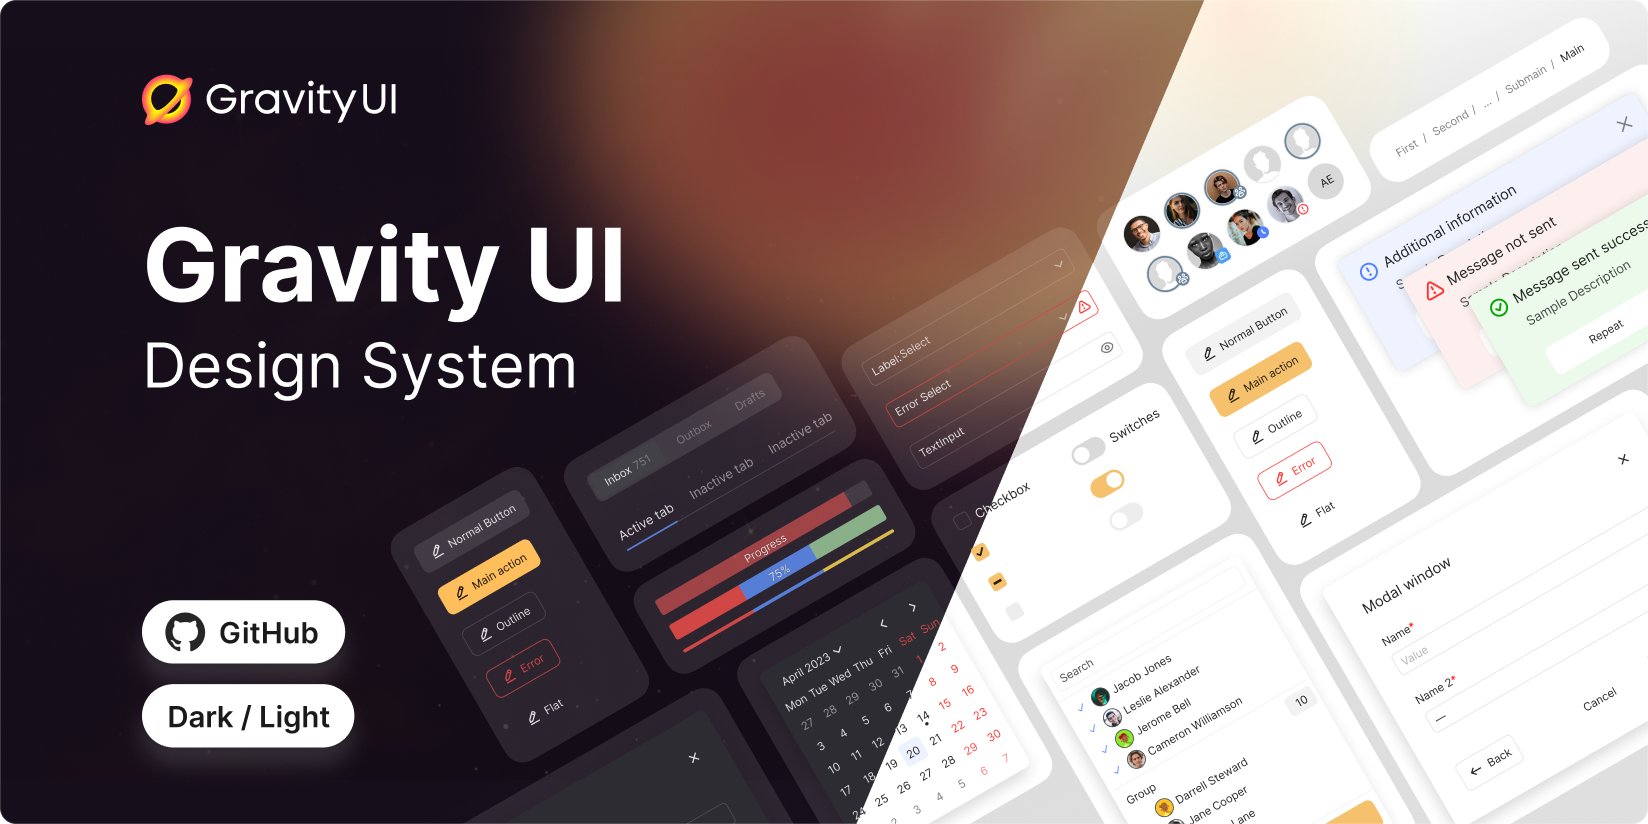 Gravity UI
Gravity UI
Design System
GitHub
Dark / Light
Normal Button
Main action
Outline
Error
Flat
Inbox 751
Outbox
Drafts
Active tab
Inactive tab
Inactive tab
Progress
75%
Label:Select
Error Select
TextInput
Checkbox
Switches
April 2023
Mon Tue Wed Thu Fri Sat Sun
27 28 29 30 31 1 2
3 4 5 6 7 8 9
10 11 12 13 14 15 16
17 18 19 20 21 22 23
24 25 26 27 28 29 30
2 3 4 5 6 7
AE
First / Second / ... / Submain / Main
Additional information
Message not sent
Message sent success
Sample Description
Repeat
Normal Button
Main action
Outline
Error
Flat
Search
Jacob Jones
Leslie Alexander
Jerome Bell
Cameron Williamson
10
Group
Darrell Steward
Jane Cooper
Lane
Modal window
Name*
Value
Name 2*
—
Cancel
Back